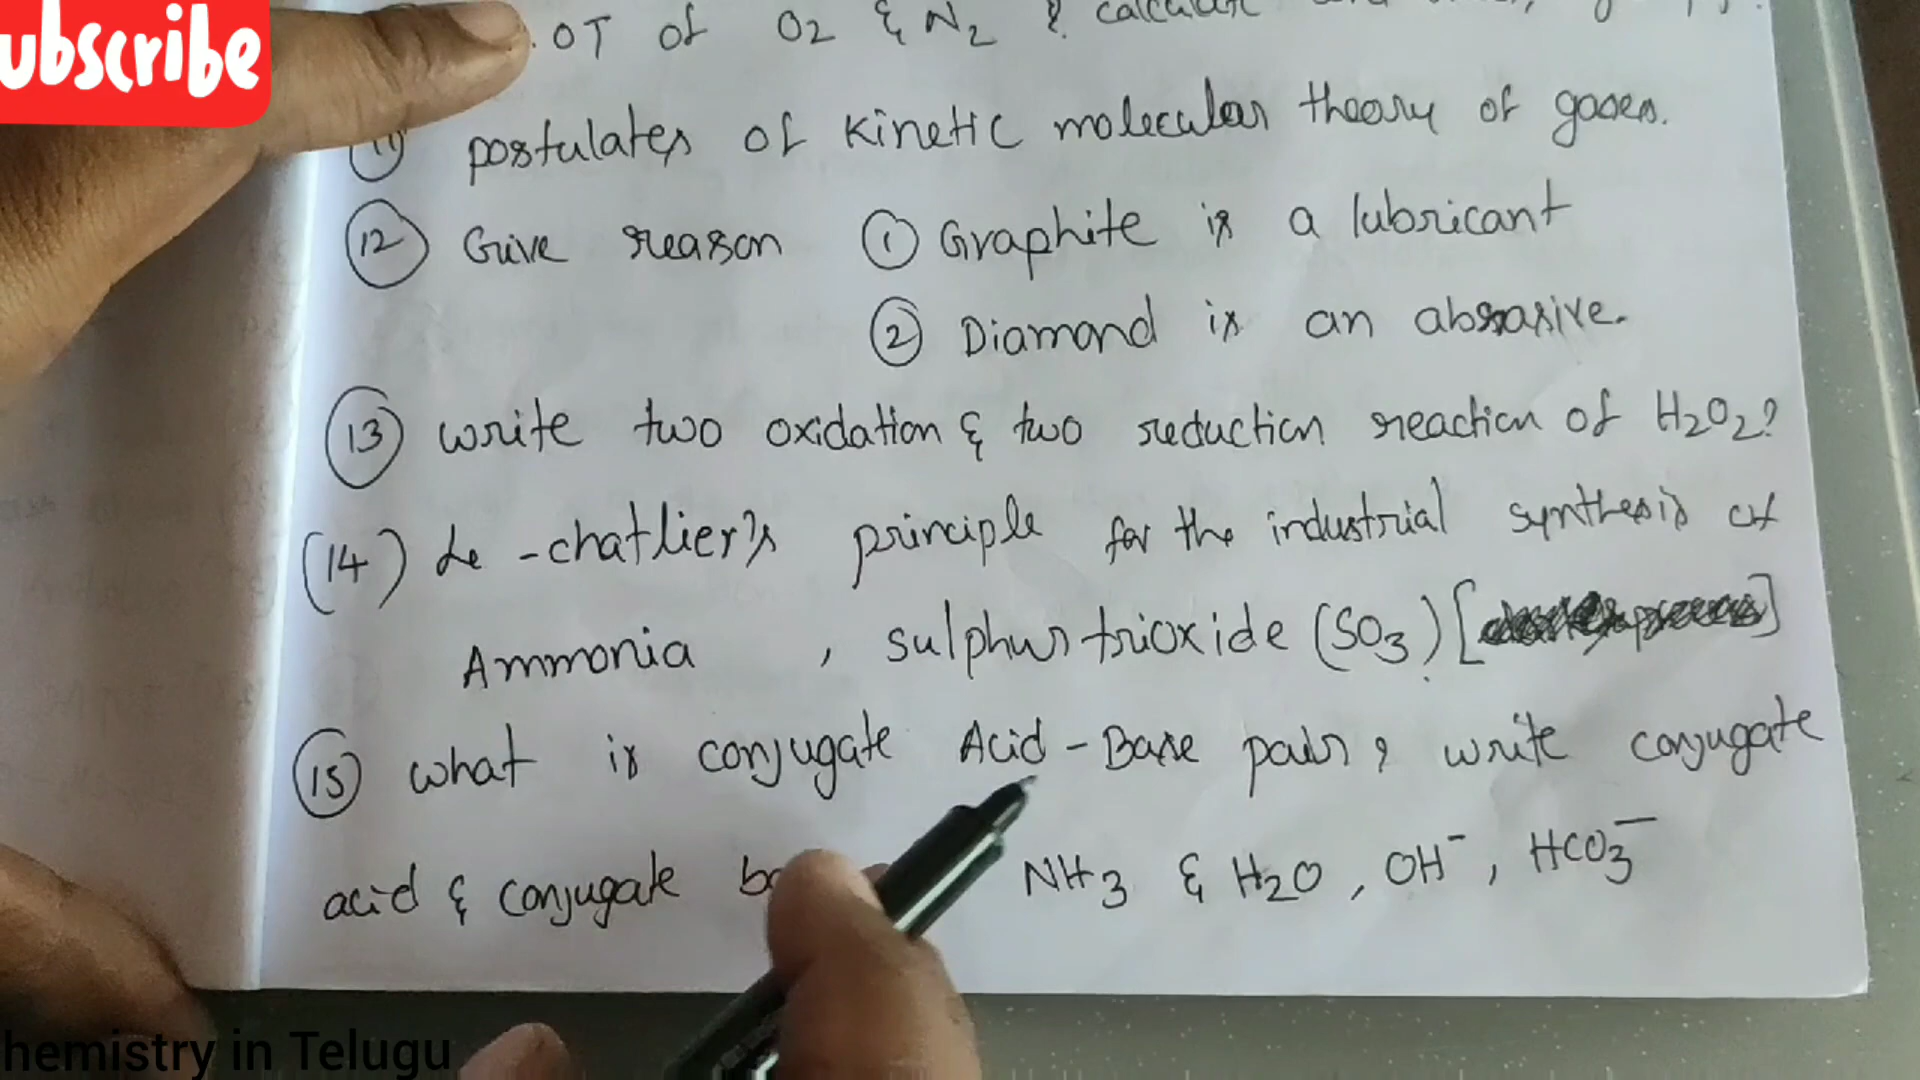 ubscribe
OT of O2 & N2 & calculate
11 postulates of Kinetic molecular theory of gases.
12 Give reason ① Graphite is a lubricant
② Diamond is an abrasive.
13 write two oxidation & two reduction reaction of H2O2?
(14) Le-chatlier's principle for the industrial synthesis of
Ammonia , sulphur trioxide (SO3) [ ]
15 what is conjugate Acid-Base pair ? write conjugate
acid & conjugate NH3 & H2O , OH⁻ , HCO3⁻
hemistry in Telugu